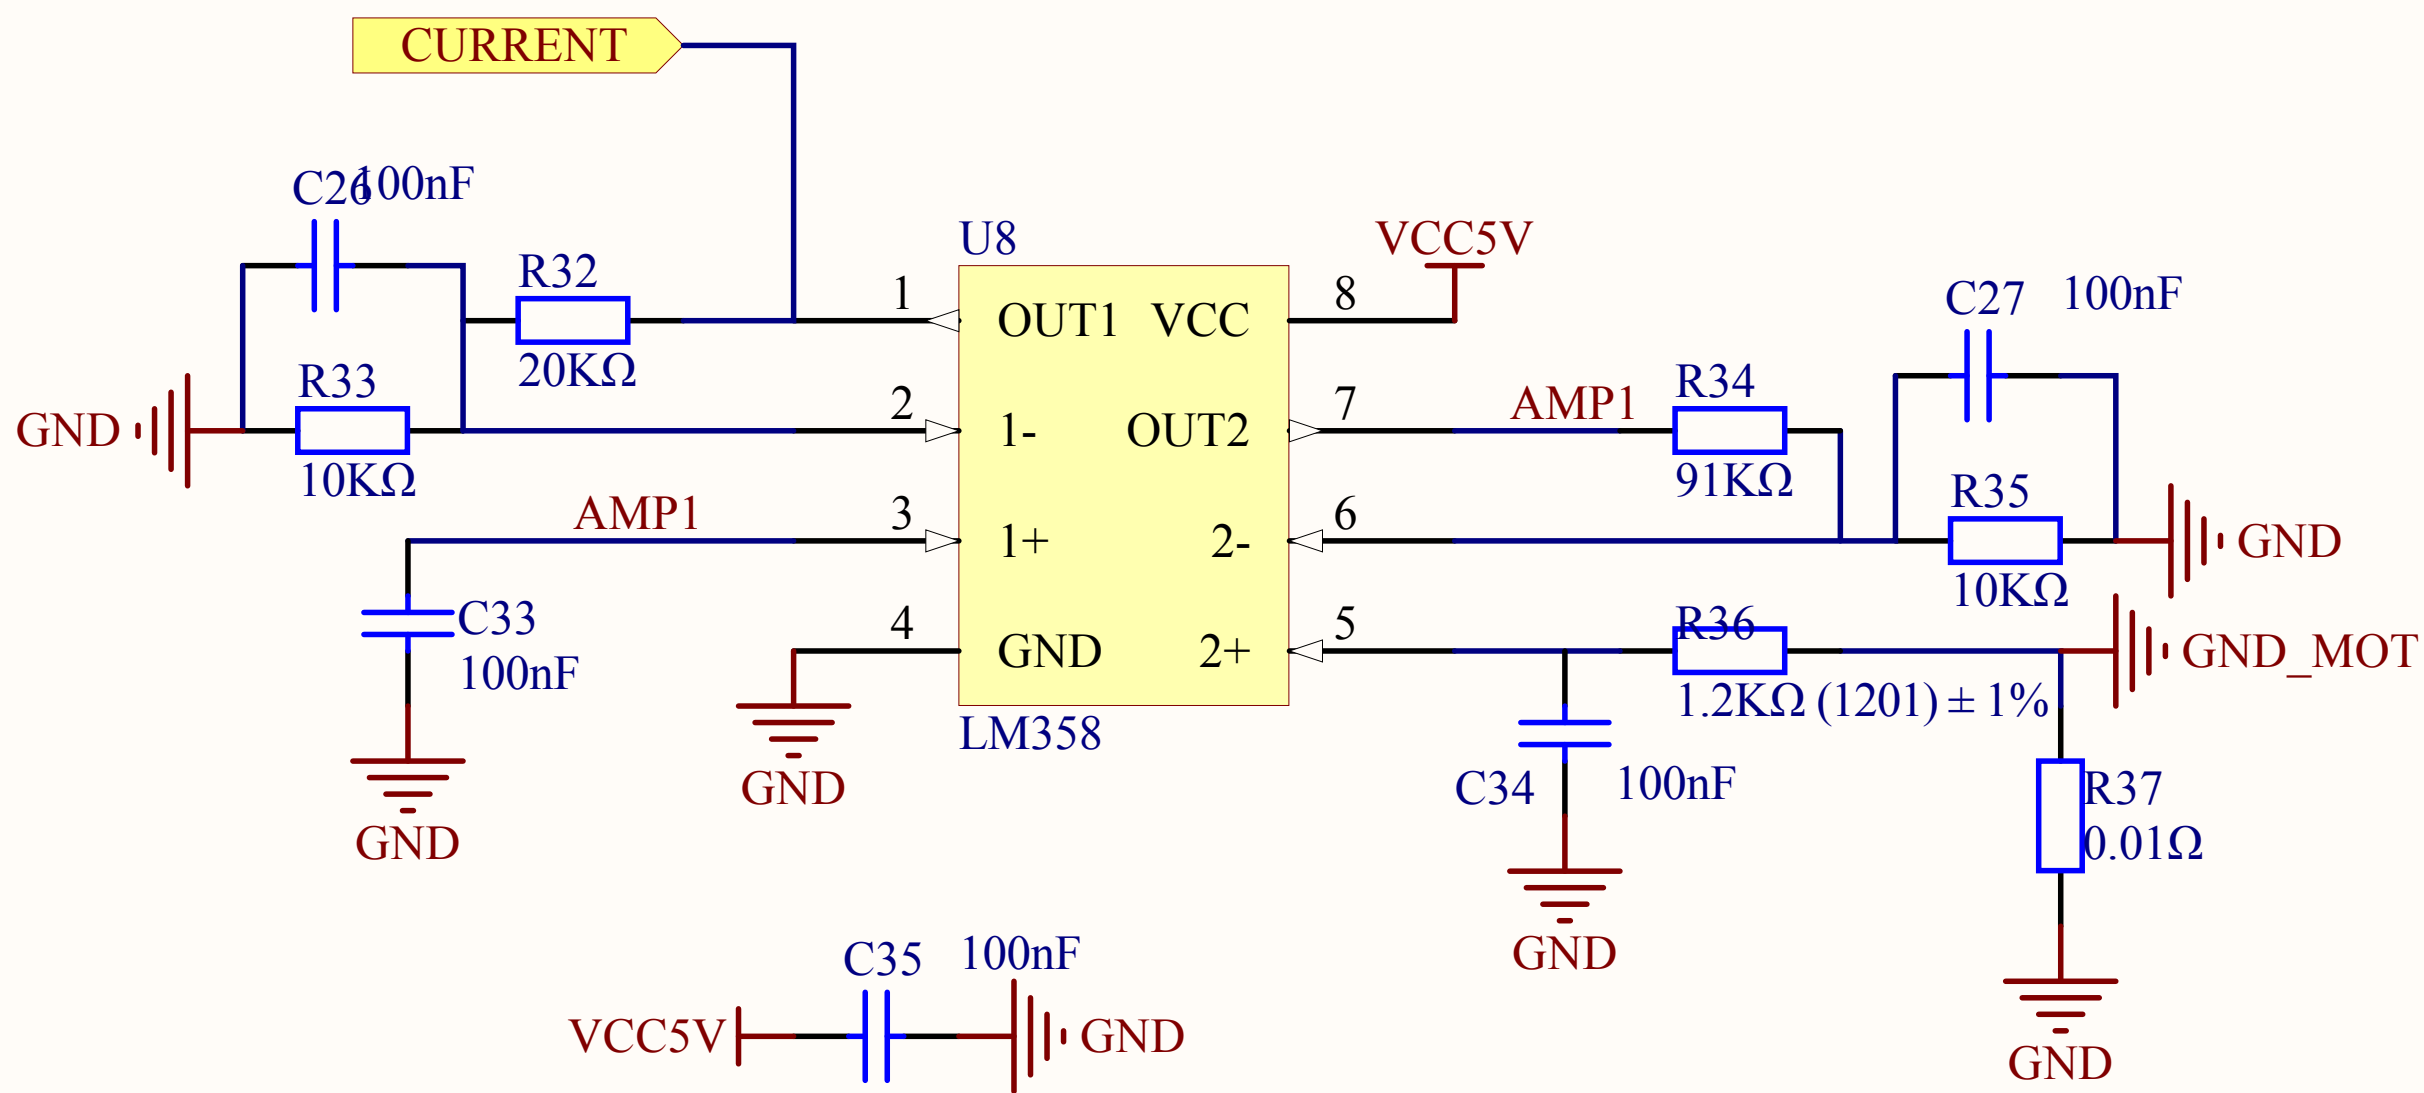 CURRENT
C26 100nF
R32
20KΩ
R33
10KΩ
GND
U8
1 OUT1
2 1-
3 1+
4 GND
VCC 8
OUT2 7
2- 6
2+ 5
LM358
VCC5V
AMP1
C33
100nF
GND
GND
AMP1
R34
91KΩ
C27 100nF
R35
10KΩ
GND
R36
1.2KΩ (1201) ± 1%
GND_MOT
C34 100nF
GND
R37
0.01Ω
GND
C35 100nF
VCC5V
GND